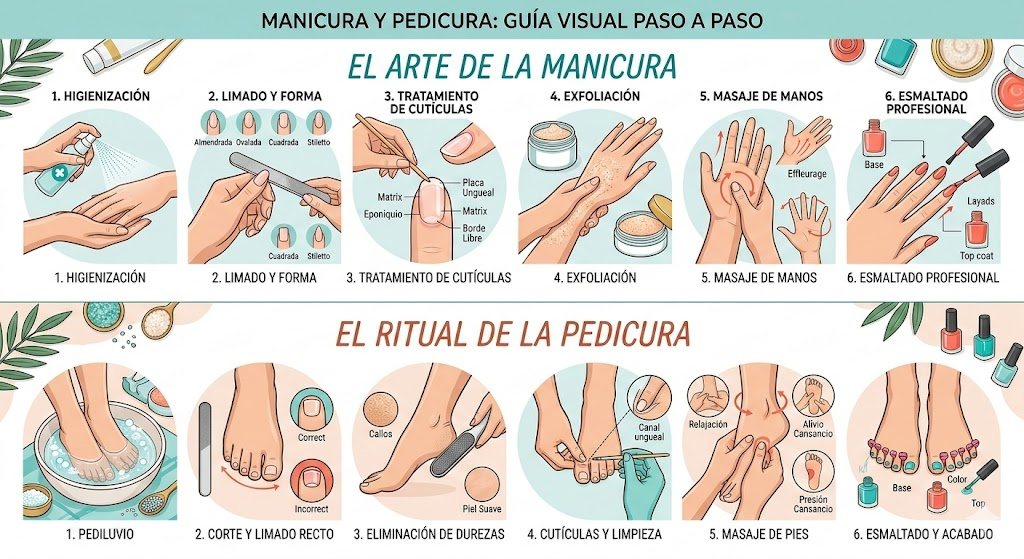 MANICURA Y PEDICURA: GUÍA VISUAL PASO A PASO
EL ARTE DE LA MANICURA
1. HIGIENIZACIÓN
2. LIMADO Y FORMA
Almendrada
Ovalada
Cuadrada
Stiletto
Cuadrada
Stiletto
3. TRATAMIENTO
DE CUTÍCULAS
Matrix
Eponiquio
Placa
Ungueal
Matrix
Borde
Libre
4. EXFOLIACIÓN
5. MASAJE DE MANOS
Effleurage
6. ESMALTADO
PROFESIONAL
Base
Layads
Top coat
1. HIGIENIZACIÓN
2. LIMADO Y FORMA
3. TRATAMIENTO DE CUTÍCULAS
4. EXFOLIACIÓN
5. MASAJE DE MANOS
6. ESMALTADO PROFESIONAL
EL RITUAL DE LA PEDICURA
Correct
Incorrect
Callos
Piel Suave
Canal
ungueal
Relajación
Alivio
Cansancio
Presión
Cansancio
Base
Color
Top
1. PEDILUVIO
2. CORTE Y LIMADO RECTO
3. ELIMINACIÓN DE DUREZAS
4. CUTÍCULAS Y LIMPIEZA
5. MASAJE DE PIES
6. ESMALTADO Y ACABADO